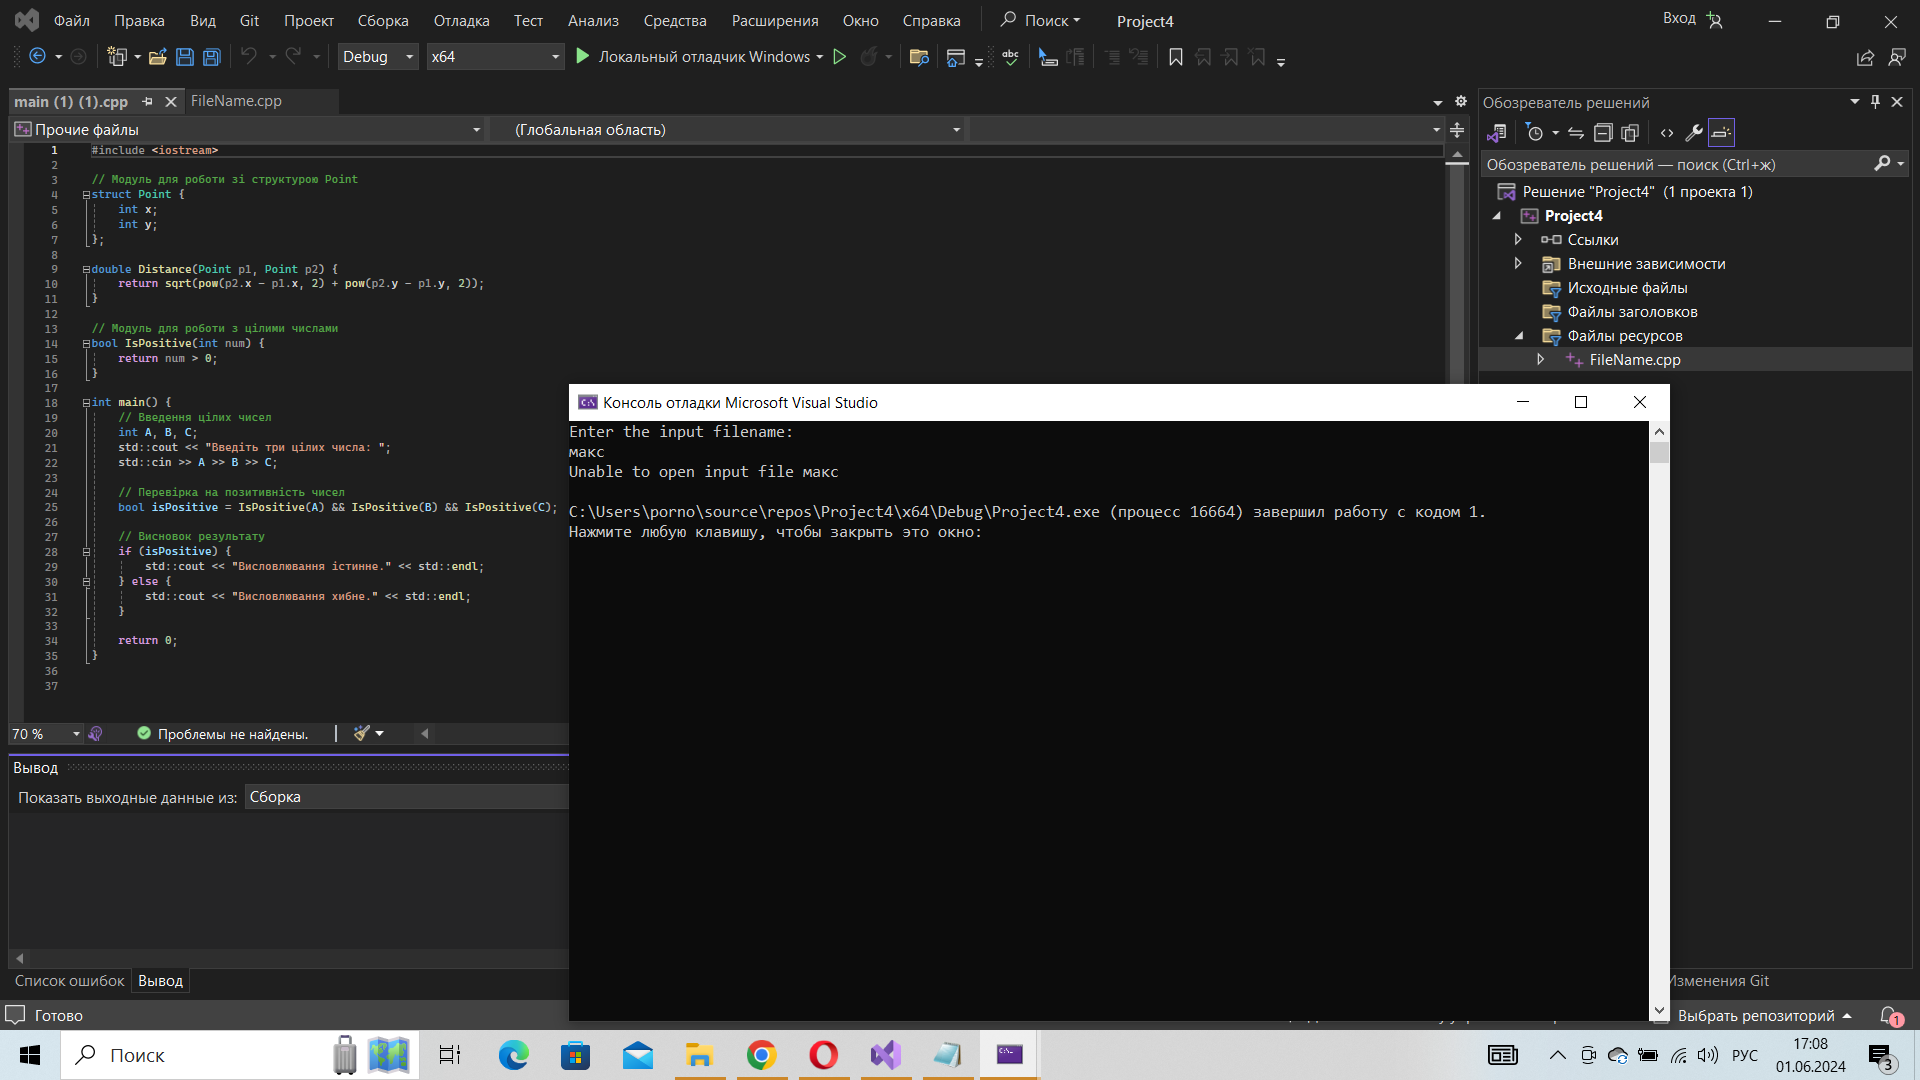 Файл Правка Вид Git Проект Сборка Отладка Тест Анализ Средства Расширения Окно Справка Поиск Project4 Вход
Debug x64 Локальный отладчик Windows
main (1) (1).cpp FileName.cpp
Прочие файлы (Глобальная область)
1 #include <iostream>
2
3 // Модуль для роботи зі структурою Point
4 struct Point {
5 int x;
6 int y;
7 };
8
9 double Distance(Point p1, Point p2) {
10 return sqrt(pow(p2.x - p1.x, 2) + pow(p2.y - p1.y, 2));
11 }
12
13 // Модуль для роботи з цілими числами
14 bool IsPositive(int num) {
15 return num > 0;
16 }
17
18 int main() {
19 // Введення цілих чисел
20 int A, B, C;
21 std::cout << "Введіть три цілих числа: ";
22 std::cin >> A >> B >> C;
23
24 // Перевірка на позитивність чисел
25 bool isPositive = IsPositive(A) && IsPositive(B) && IsPositive(C);
26
27 // Висновок результату
28 if (isPositive) {
29 std::cout << "Висловлювання істинне." << std::endl;
30 } else {
31 std::cout << "Висловлювання хибне." << std::endl;
32 }
33
34 return 0;
35 }
36
37
70 % Проблемы не найдены.
Вывод
Показать выходные данные из: Сборка
Список ошибок Вывод
Готово
Консоль отладки Microsoft Visual Studio
Enter the input filename:
макс
Unable to open input file макс
C:\Users\porno\source\repos\Project4\x64\Debug\Project4.exe (процесс 16664) завершил работу с кодом 1.
Нажмите любую клавишу, чтобы закрыть это окно:
Обозреватель решений
Обозреватель решений — поиск (Ctrl+ж)
Решение "Project4" (1 проекта 1)
Project4
Ссылки
Внешние зависимости
Исходные файлы
Файлы заголовков
Файлы ресурсов
FileName.cpp
Изменения Git
Выбрать репозиторий 1
Поиск
РУС
17:08
01.06.2024
3